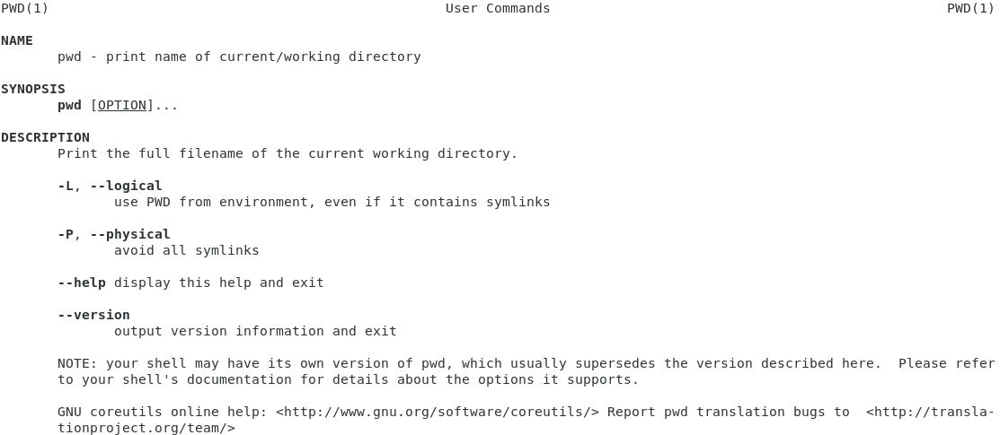 PWD(1) User Commands PWD(1)
NAME
pwd - print name of current/working directory
SYNOPSIS
pwd [OPTION]...
DESCRIPTION
Print the full filename of the current working directory.
-L, --logical
use PWD from environment, even if it contains symlinks
-P, --physical
avoid all symlinks
--help display this help and exit
--version
output version information and exit
NOTE: your shell may have its own version of pwd, which usually supersedes the version described here.  Please refer
to your shell's documentation for details about the options it supports.
GNU coreutils online help: <http://www.gnu.org/software/coreutils/> Report pwd translation bugs to  <http://transla-
tionproject.org/team/>